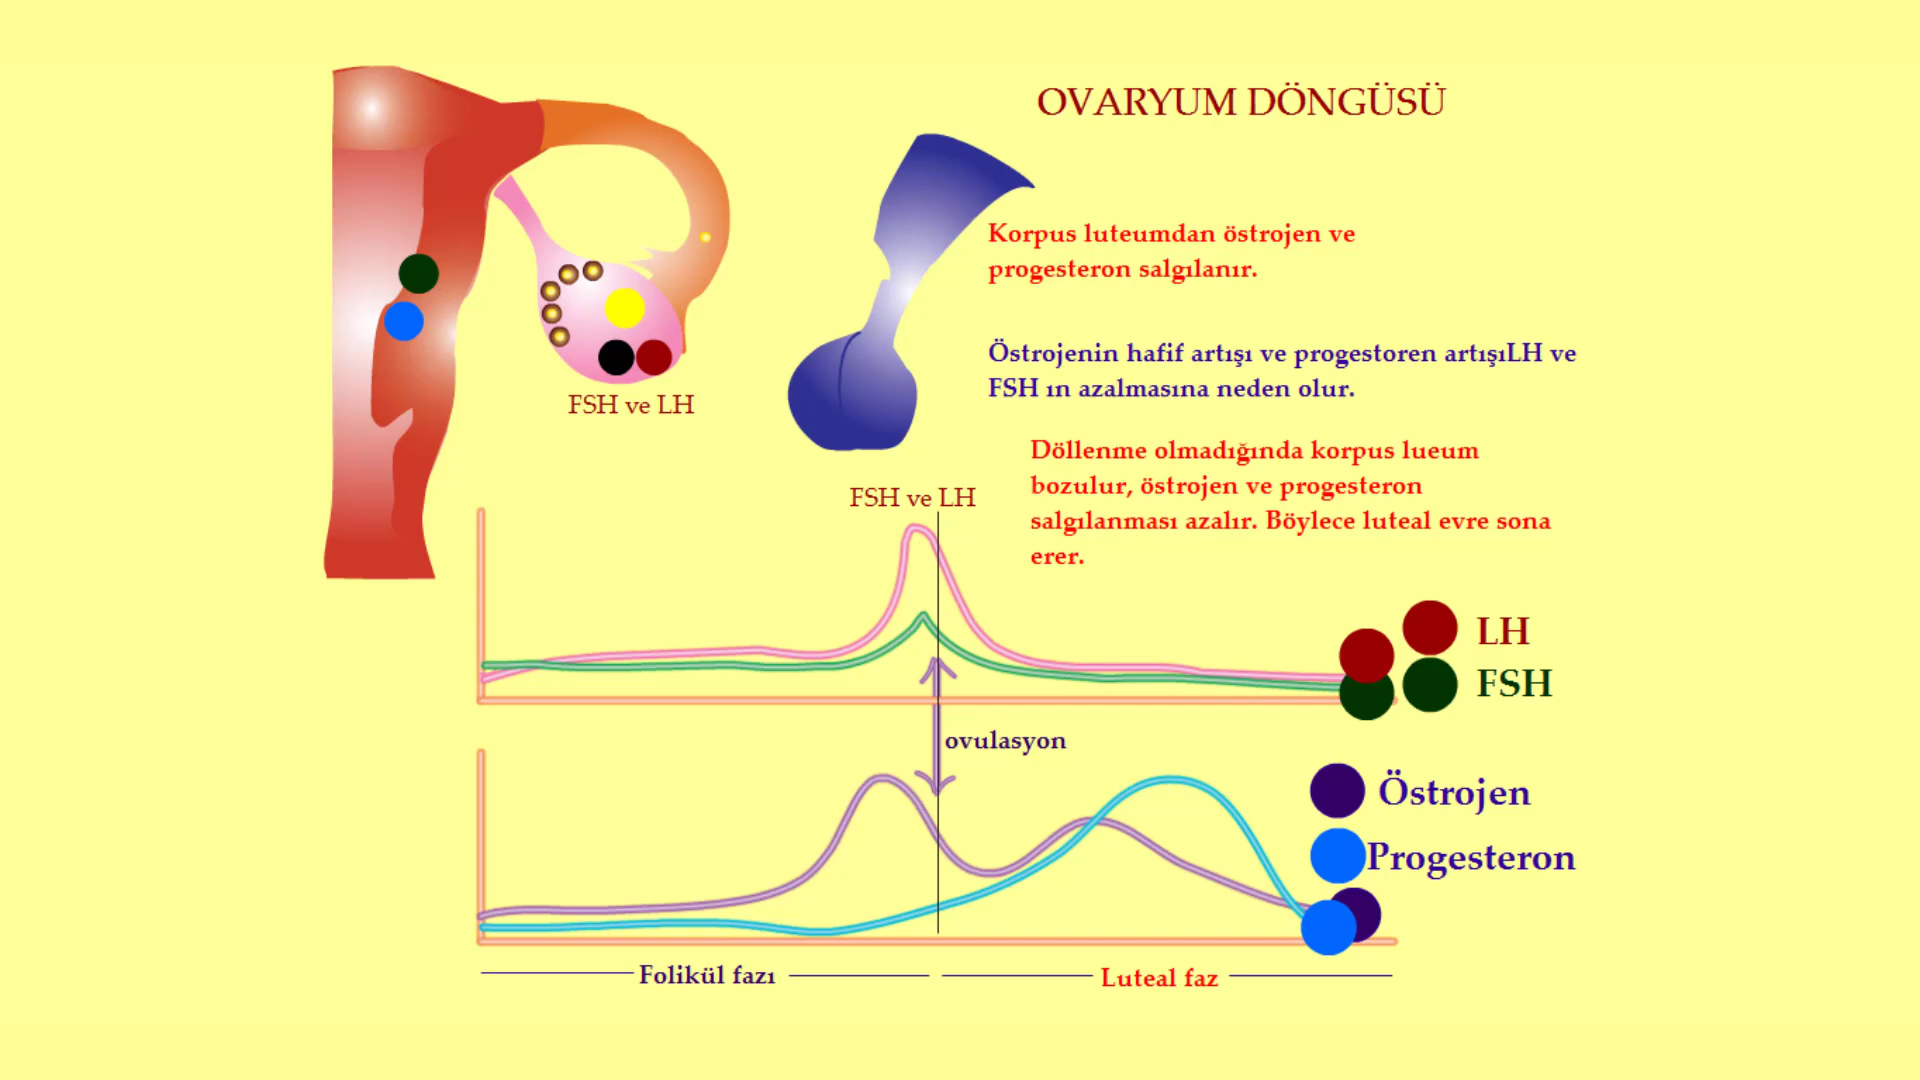 OVARYUM DÖNGÜSÜ
Korpus luteumdan östrojen ve
progesteron salgılanır.
Östrojenin hafif artışı ve progestoren artışıLH ve
FSH ın azalmasına neden olur.
FSH ve LH
Döllenme olmadığında korpus lueum
bozulur, östrojen ve progesteron
salgılanması azalır. Böylece luteal evre sona
erer.
FSH ve LH
LH
FSH
ovulasyon
Östrojen
Progesteron
Folikül fazı
Luteal faz